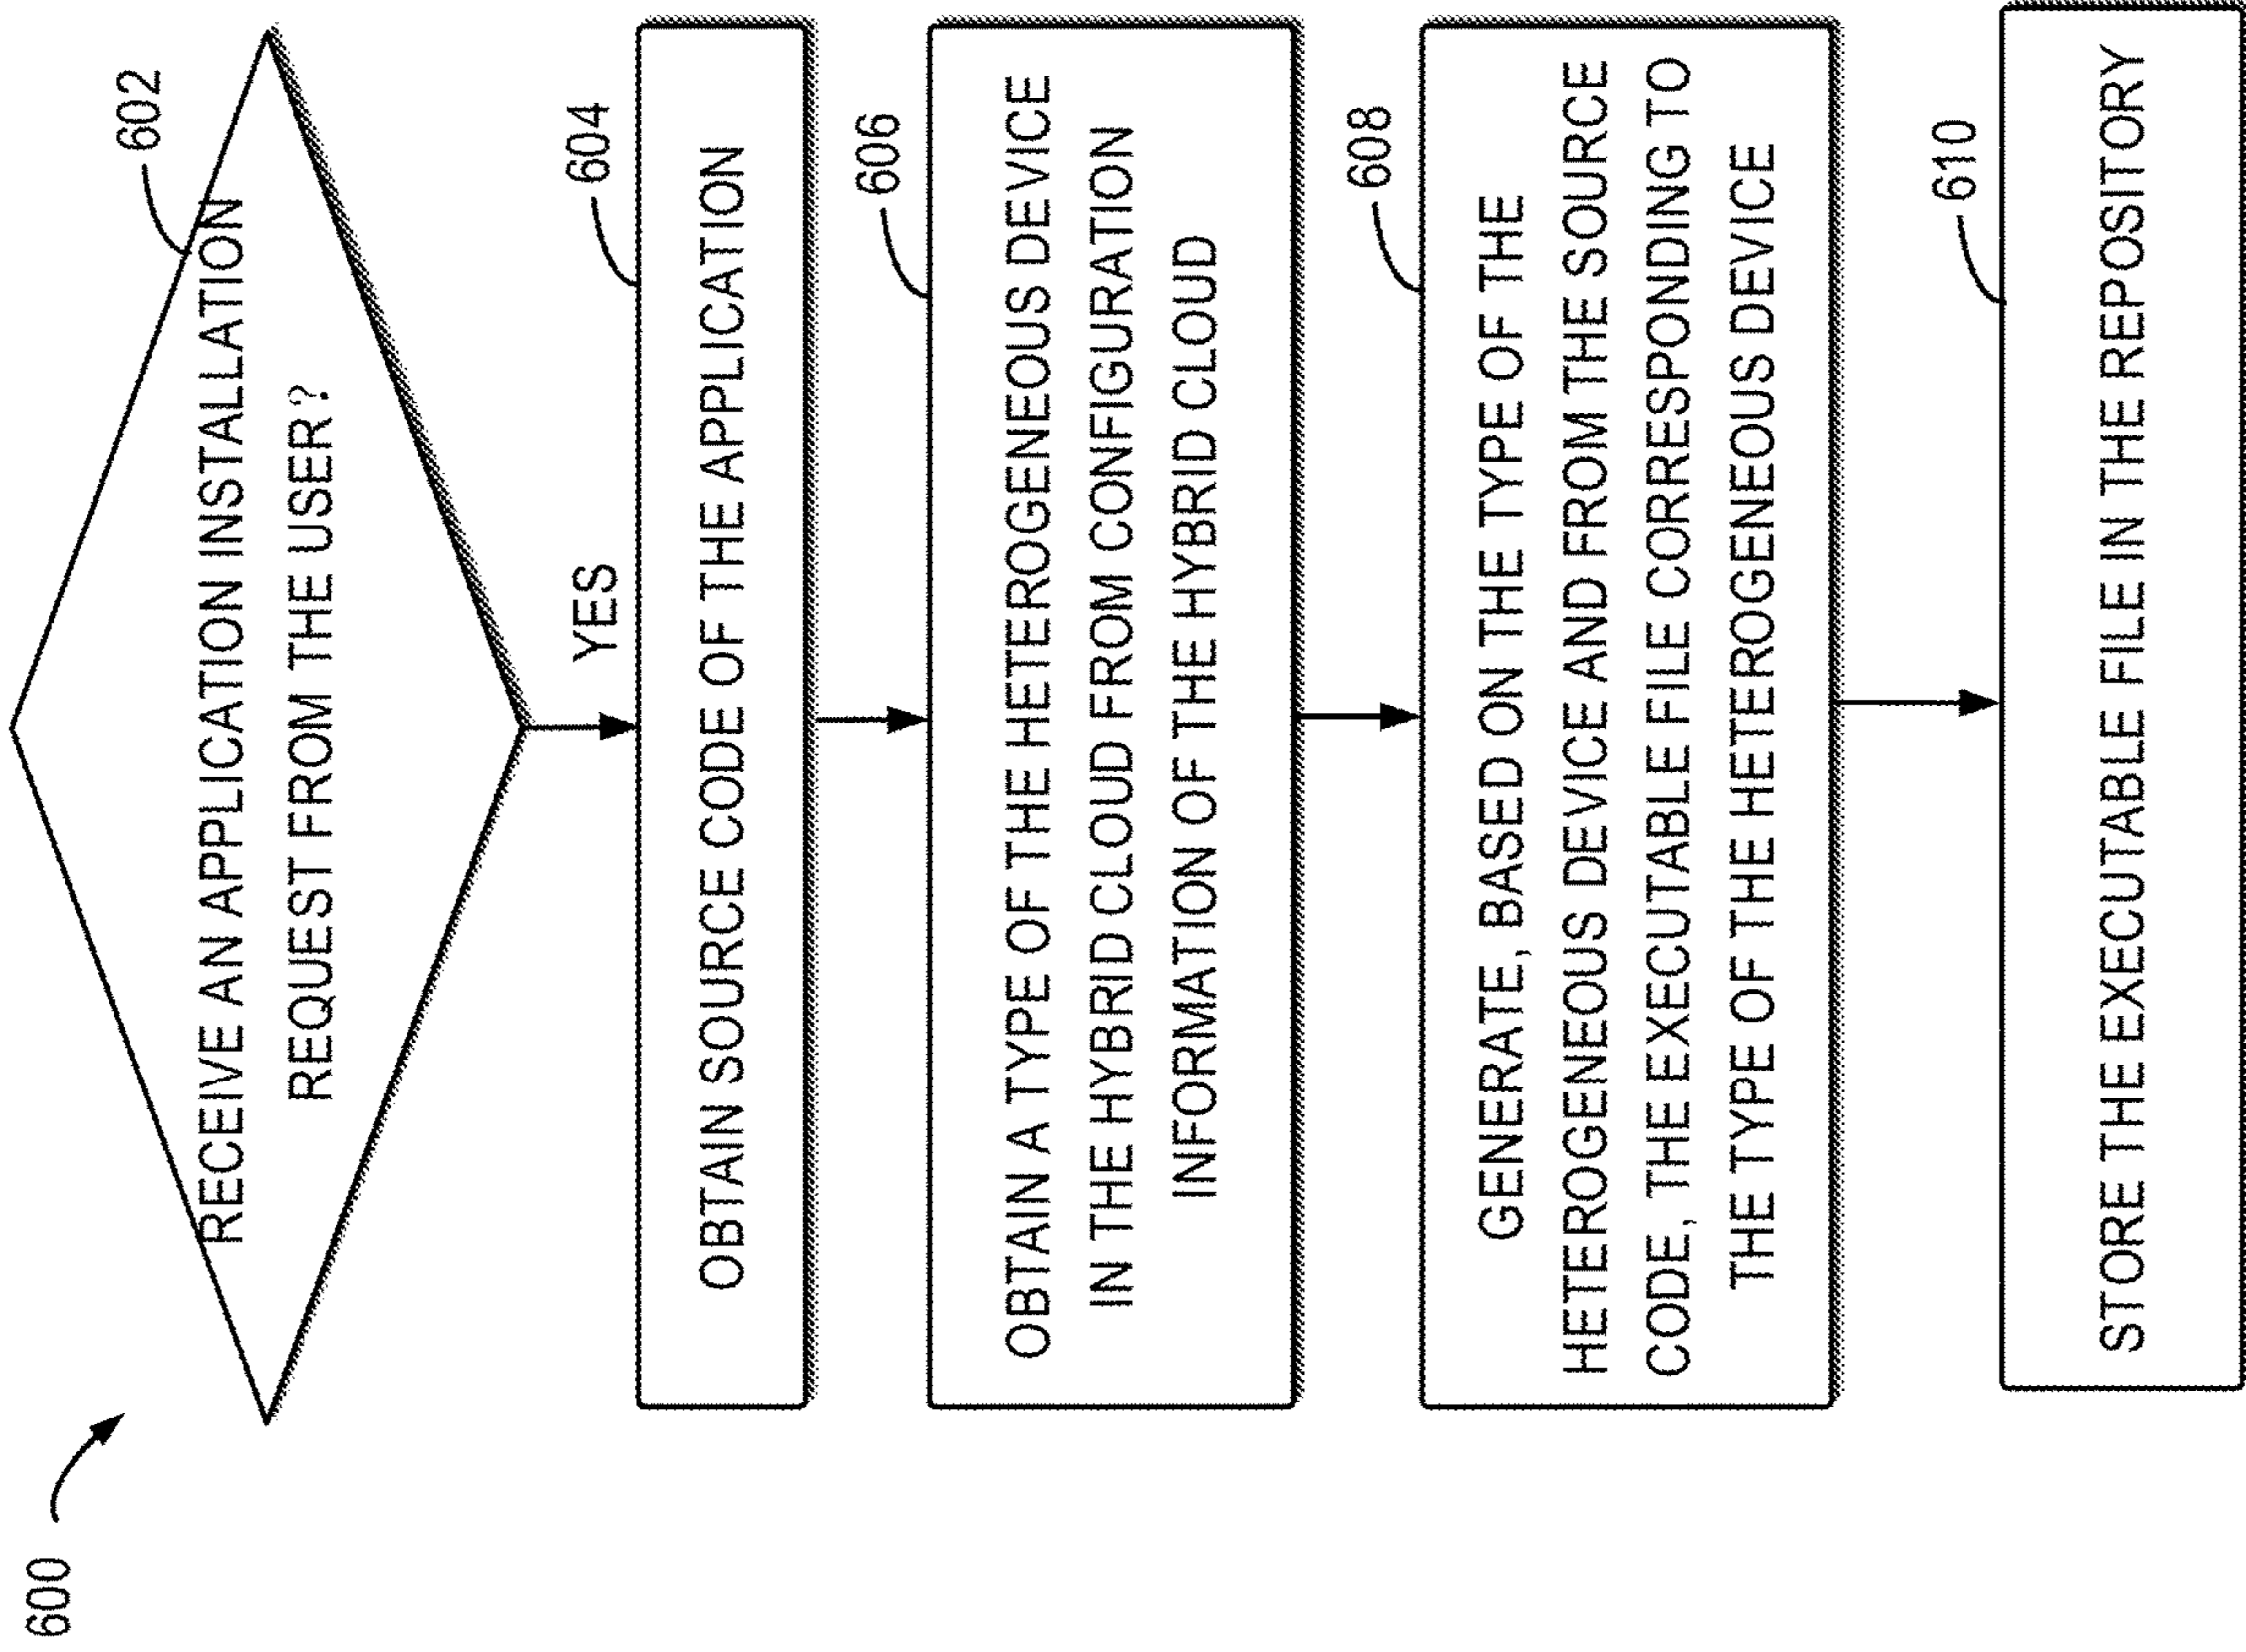 600
602
RECEIVE AN APPLICATION INSTALLATION
REQUEST FROM THE USER?
YES
604
OBTAIN SOURCE CODE OF THE APPLICATION
606
OBTAIN A TYPE OF THE HETEROGENEOUS DEVICE
IN THE HYBRID CLOUD FROM CONFIGURATION
INFORMATION OF THE HYBRID CLOUD
608
GENERATE, BASED ON THE TYPE OF THE
HETEROGENEOUS DEVICE AND FROM THE SOURCE
CODE, THE EXECUTABLE FILE CORRESPONDING TO
THE TYPE OF THE HETEROGENEOUS DEVICE
610
STORE THE EXECUTABLE FILE IN THE REPOSITORY